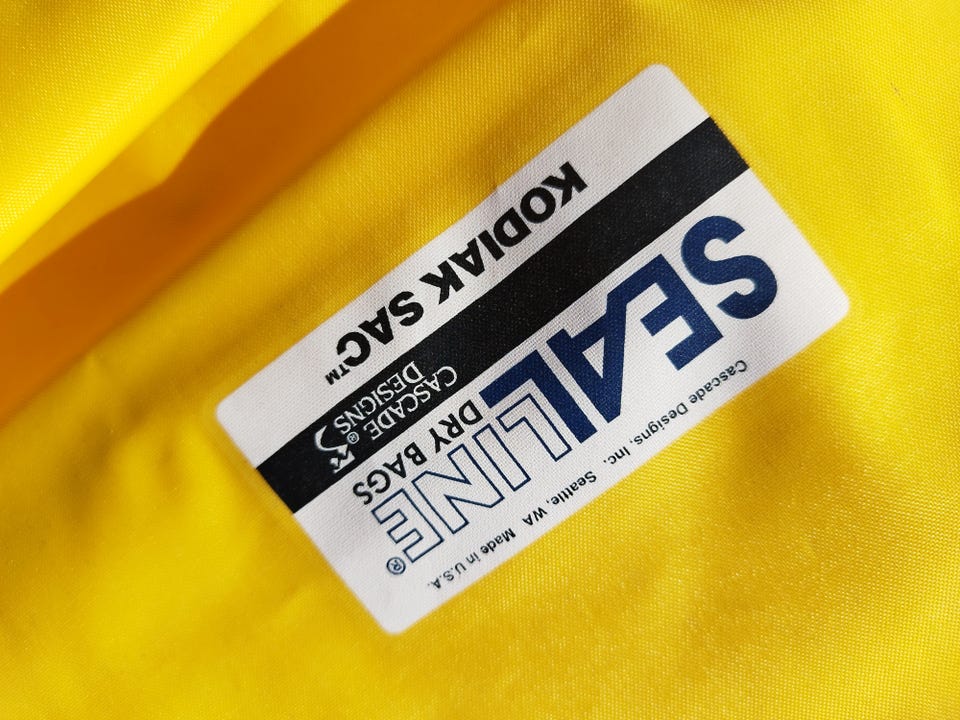 Cascade Designs, Inc. Seattle, WA Made in U.S.A.
SEALLINE®
DRY BAGS
CASCADE
DESIGNS®
KODIAK SAC™